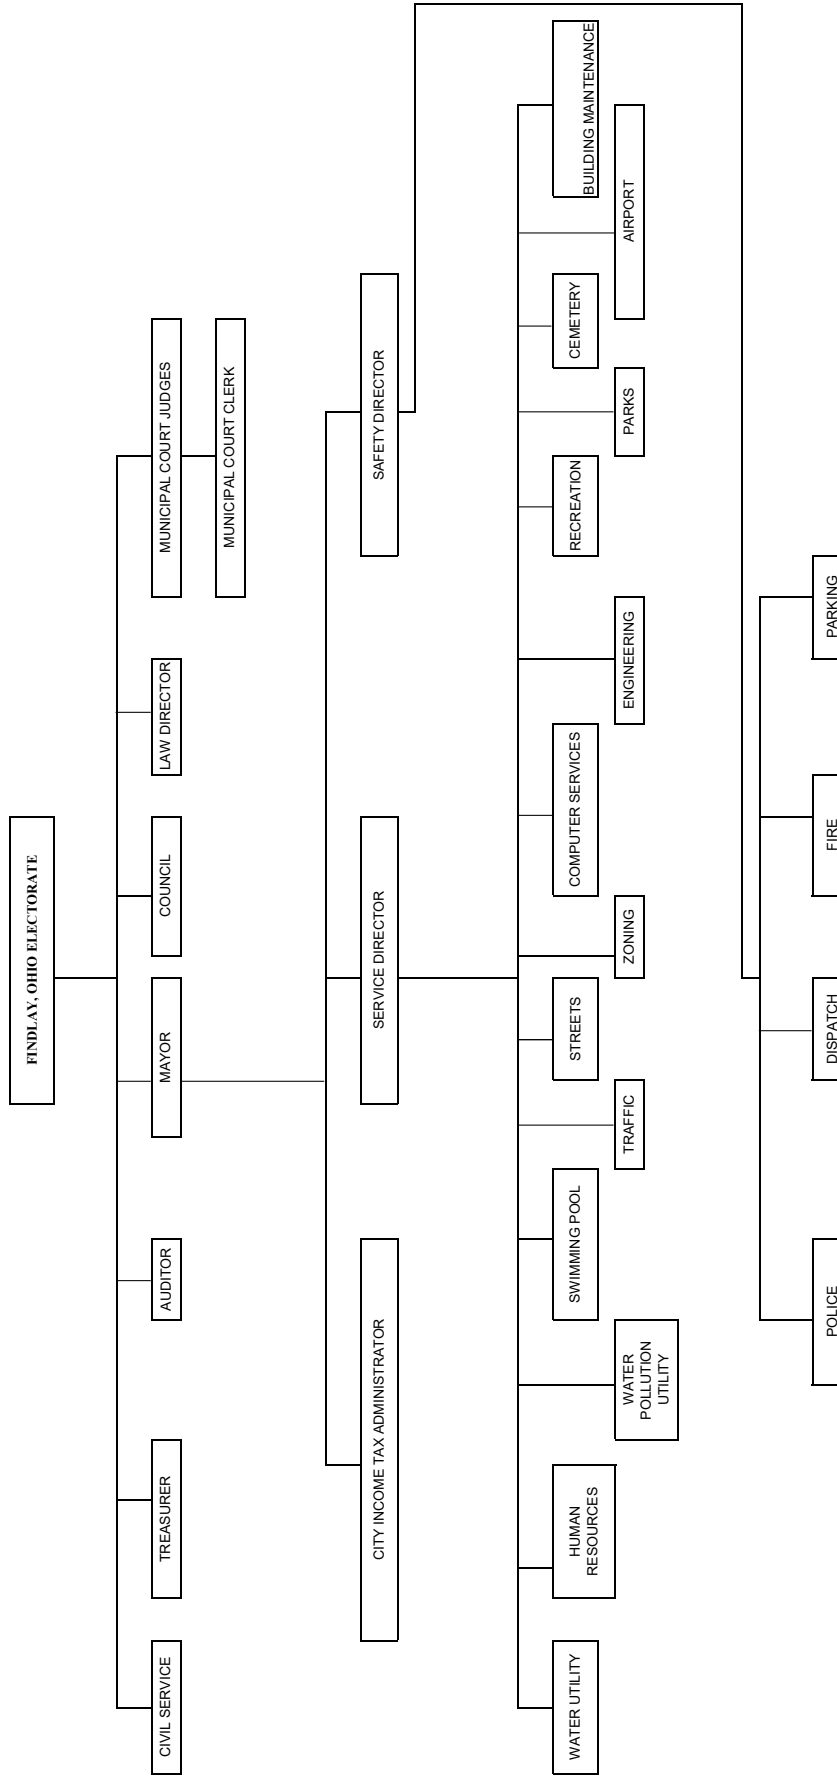 FINDLAY, OHIO ELECTORATE
CIVIL SERVICE
TREASURER
AUDITOR
MAYOR
COUNCIL
LAW DIRECTOR
MUNICIPAL COURT JUDGES
MUNICIPAL COURT CLERK
CITY INCOME TAX ADMINISTRATOR
SERVICE DIRECTOR
SAFETY DIRECTOR
WATER UTILITY
HUMAN
RESOURCES
WATER
POLLUTION
UTILITY
SWIMMING POOL
TRAFFIC
STREETS
ZONING
COMPUTER SERVICES
ENGINEERING
RECREATION
PARKS
CEMETERY
AIRPORT
BUILDING MAINTENANCE
POLICE
DISPATCH
FIRE
PARKING